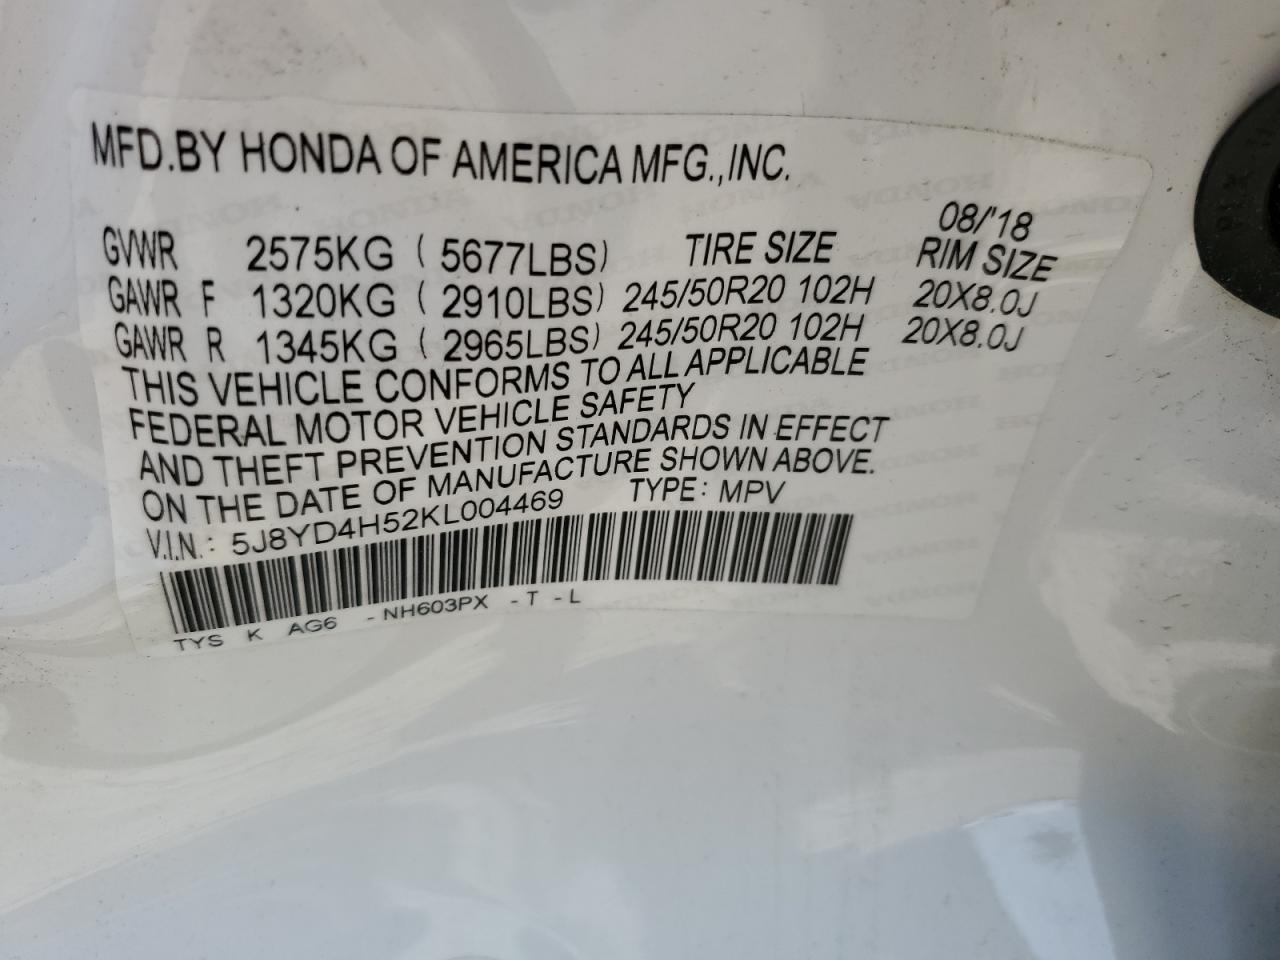 MFD.BY HONDA OF AMERICA MFG.,INC.
08/'18
GVWR 2575KG ( 5677LBS) TIRE SIZE RIM SIZE
GAWR F 1320KG ( 2910LBS) 245/50R20 102H 20X8.0J
GAWR R 1345KG ( 2965LBS) 245/50R20 102H 20X8.0J
THIS VEHICLE CONFORMS TO ALL APPLICABLE
FEDERAL MOTOR VEHICLE SAFETY
AND THEFT PREVENTION STANDARDS IN EFFECT
ON THE DATE OF MANUFACTURE SHOWN ABOVE.
V.I.N.: 5J8YD4H52KL004469 TYPE: MPV
TYS K AG6 -NH603PX -T -L